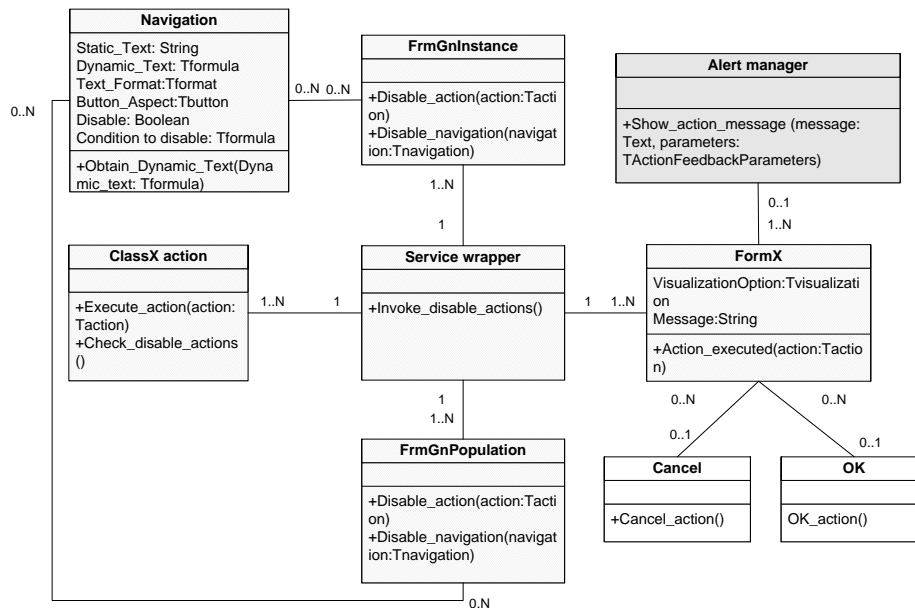 Navigation
Static_Text: String
Dynamic_Text: Tformula
Text_Format:Tformat
Button_Aspect:Tbutton
Disable: Boolean
Condition to disable: Tformula
+Obtain_Dynamic_Text(Dyna
mic_text: Tformula)
0..N
0..N
0..N
FrmGnInstance
+Disable_action(action:Tacti
on)
+Disable_navigation(navigat
ion:Tnavigation)
Alert manager
+Show_action_message (message:
Text, parameters:
TActionFeedbackParameters)
1..N
1
0..1
1..N
ClassX action
+Execute_action(action:
Taction)
+Check_disable_actions
()
1..N
1
Service wrapper
+Invoke_disable_actions()
1
1..N
FormX
VisualizationOption:Tvisualizati
on
Message:String
+Action_executed(action:Tactio
n)
1
1..N
0..N
0..N
0..1
0..1
FrmGnPopulation
+Disable_action(action:Tacti
on)
+Disable_navigation(navigat
ion:Tnavigation)
Cancel
+Cancel_action()
OK
OK_action()
0..N